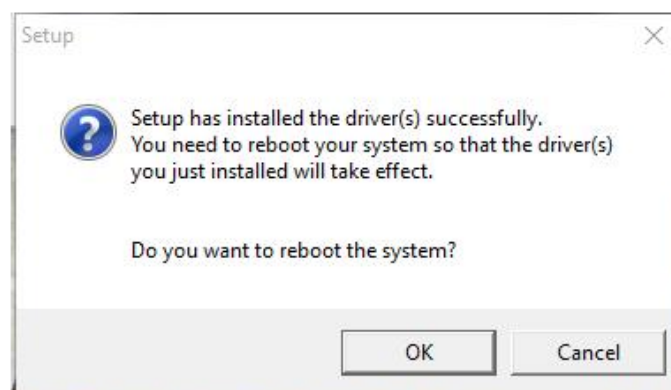 Setup
Setup has installed the driver(s) successfully.
You need to reboot your system so that the driver(s)
you just installed will take effect.
Do you want to reboot the system?
OK Cancel